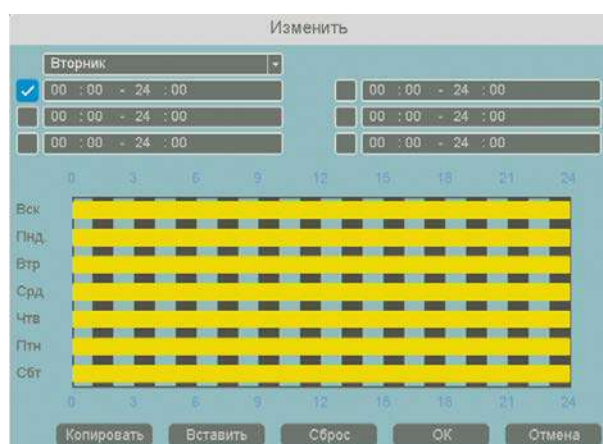 Изменить
Вторник
00 :00 - 24 :00 00 :00 - 24 :00
00 :00 - 24 :00 00 :00 - 24 :00
00 :00 - 24 :00 00 :00 - 24 :00
0 3 6 9 12 15 18 21 24
Вск
Пнд.
Втр
Срд
Чтв
Птн
Сбт
0 3 6 9 12 15 18 21 24
Копировать Вставить Сброс ОК Отмена